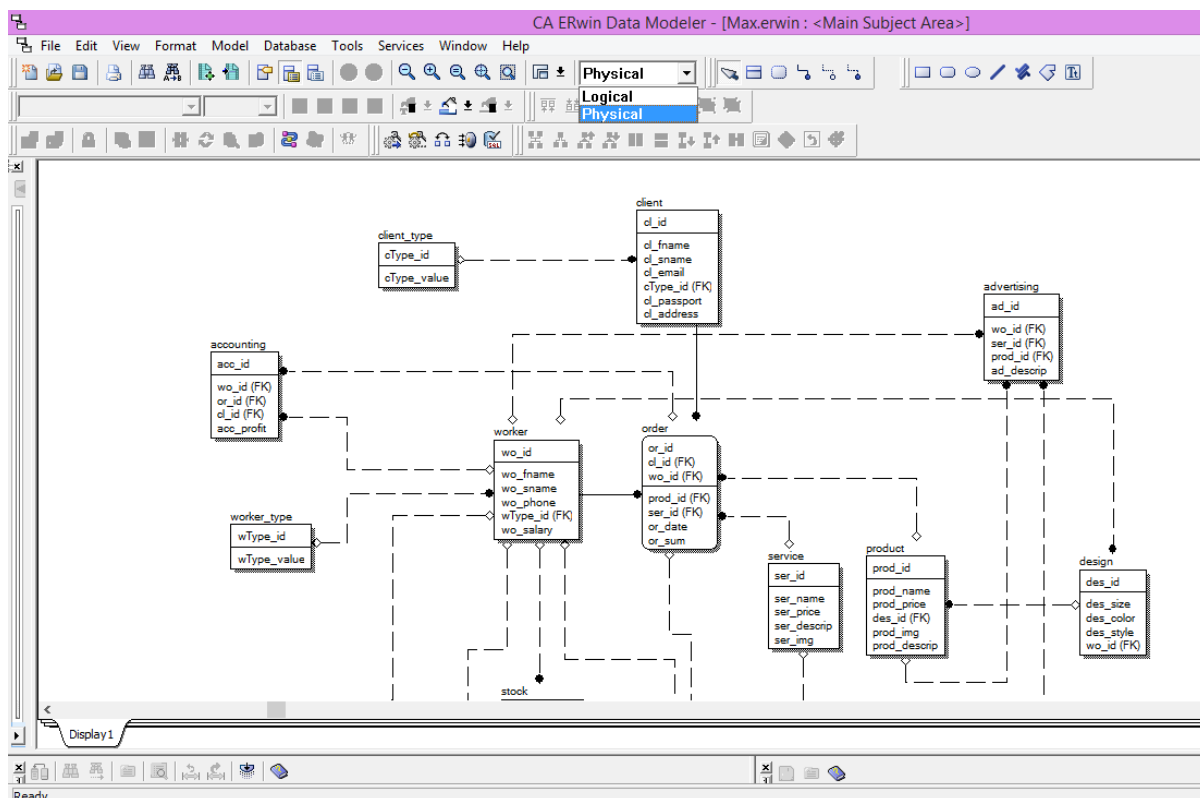 CA ERwin Data Modeler - [Max.erwin : <Main Subject Area>]
File Edit View Format Model Database Tools Services Window Help
Physical
Logical
Physical
client
cl_id
cl_fname
cl_sname
cl_email
cType_id (FK)
cl_passport
cl_address
client_type
cType_id
cType_value
advertising
ad_id
wo_id (FK)
ser_id (FK)
prod_id (FK)
ad_descrip
accounting
acc_id
wo_id (FK)
or_id (FK)
cl_id (FK)
acc_profit
worker
wo_id
wo_fname
wo_sname
wo_phone
wType_id (FK)
wo_salary
order
or_id
cl_id (FK)
wo_id (FK)
prod_id (FK)
ser_id (FK)
or_date
or_sum
worker_type
wType_id
wType_value
service
ser_id
ser_name
ser_price
ser_descrip
ser_img
product
prod_id
prod_name
prod_price
des_id (FK)
prod_img
prod_descrip
design
des_id
des_size
des_color
des_style
wo_id (FK)
stock
Display1
Ready